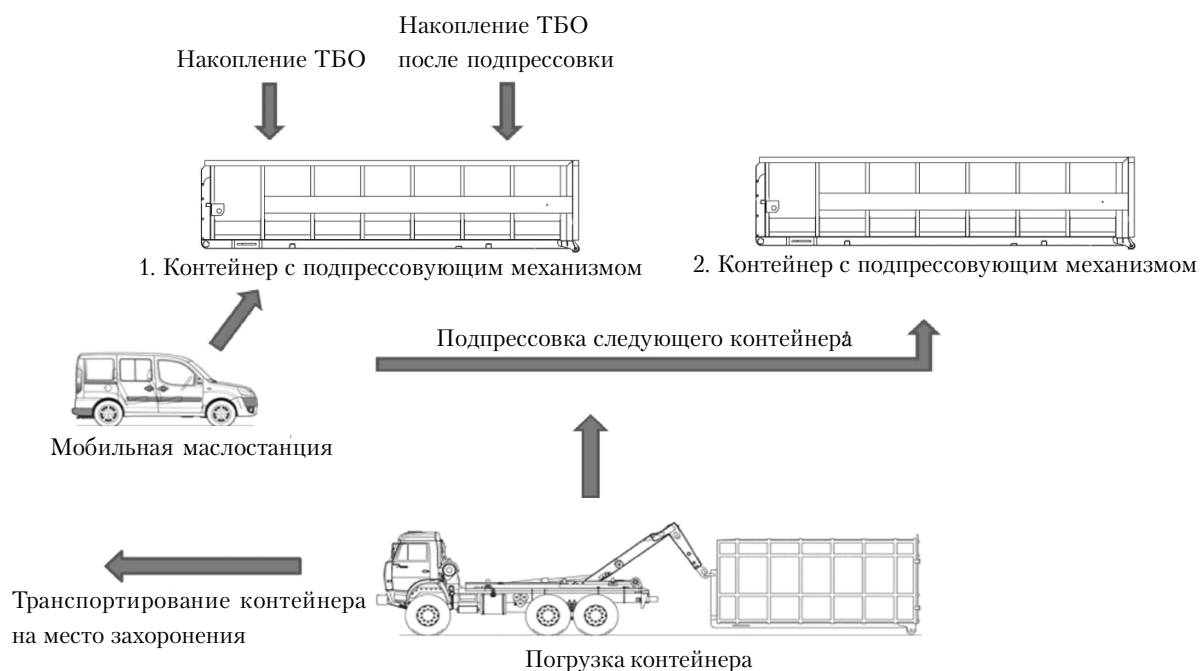 Накопление ТБО
Накопление ТБО
после подпрессовки
1. Контейнер с подпрессовующим механизмом
2. Контейнер с подпрессовующим механизмом
Подпрессовка следующего контейнера
Мобильная маслостанция
Транспортирование контейнера
на место захоронения
Погрузка контейнера